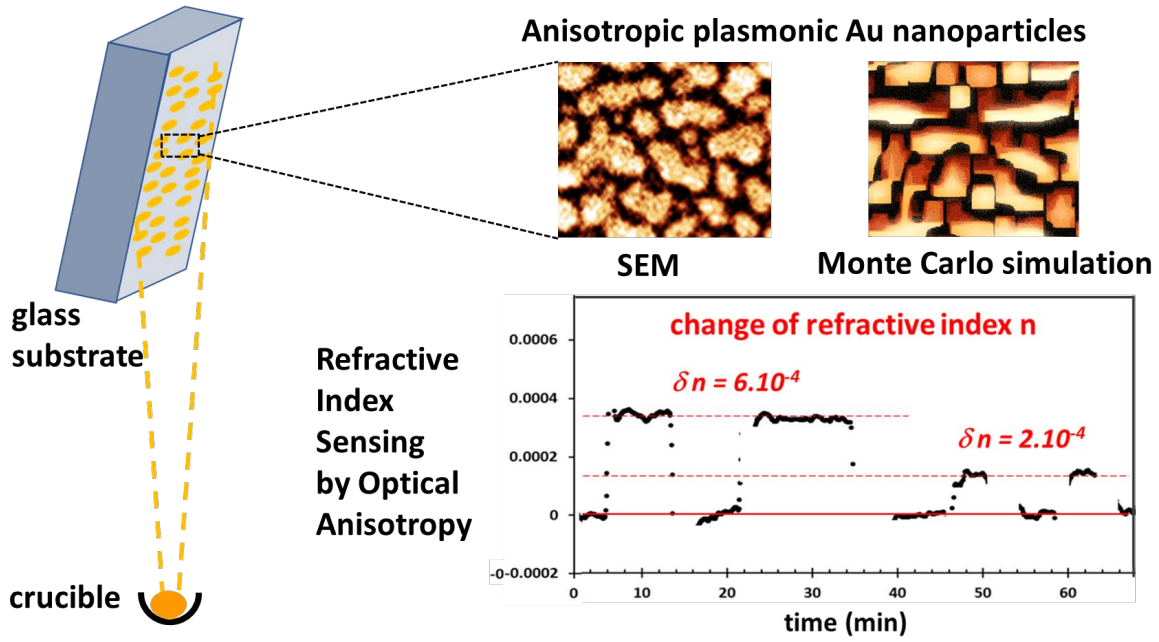 Anisotropic plasmonic Au nanoparticles
SEM
Monte Carlo simulation
glass
substrate
Refractive
Index
Sensing
by Optical
Anisotropy
crucible
change of refractive index n
δ n = 6.10⁻⁴
δ n = 2.10⁻⁴
0.0006
0.0004
0.0002
0
-0-0.0002
0 10 20 30 40 50 60
time (min)